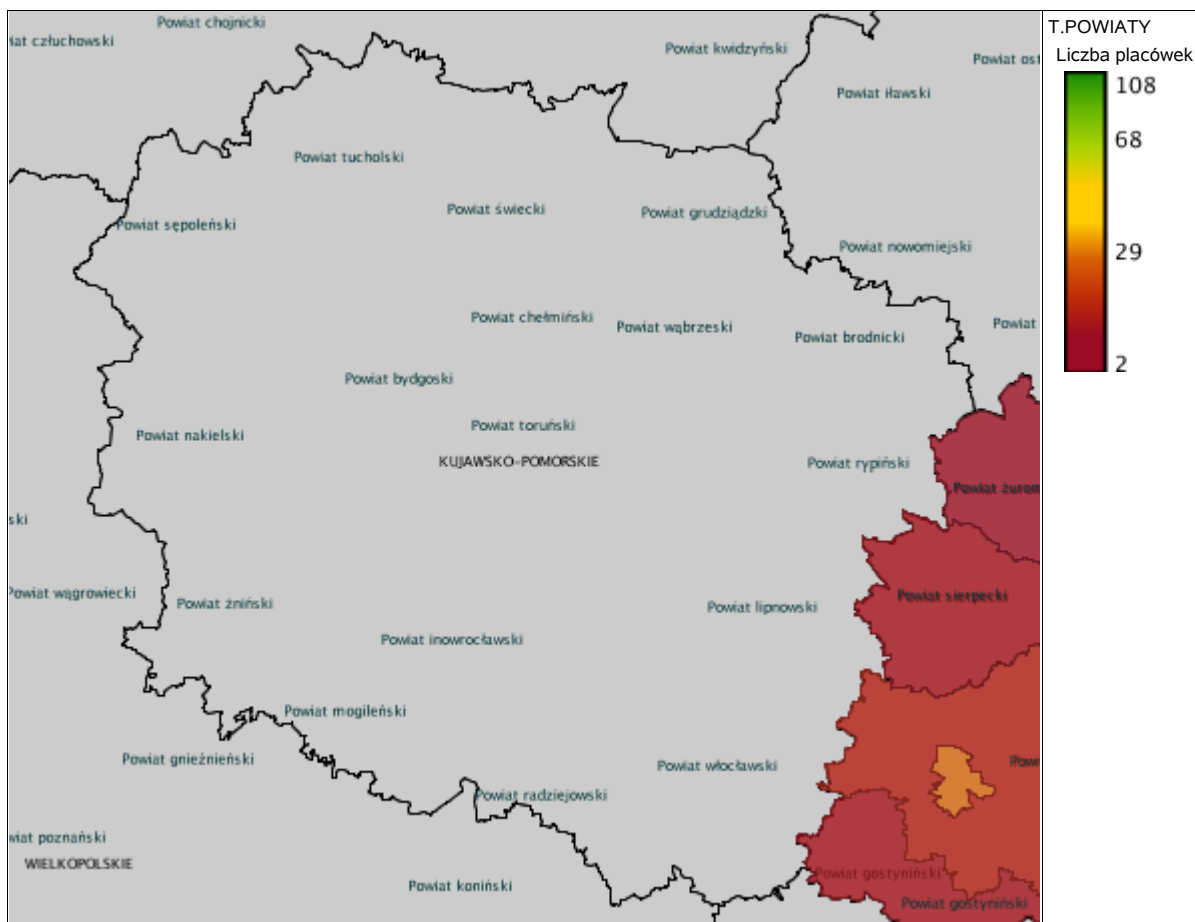 Powiat chojnicki
iat człuchowski
Powiat kwidzyński
Powiat ost
Powiat iławski
Powiat tucholski
Powiat świecki
Powiat grudziądzki
Powiat sępoleński
Powiat nowomiejski
Powiat chełmiński
Powiat wąbrzeski
Powiat
Powiat brodnicki
Powiat bydgoski
Powiat toruński
Powiat nakielski
KUJAWSKO-POMORSKIE
Powiat rypiński
Powiat żurom
ski
Powiat wągrowiecki
Powiat żniński
Powiat lipnowski
Powiat sierpecki
Powiat inowrocławski
Powiat mogileński
Powiat gnieźnieński
Powiat włocławski
Powi
Powiat radziejowski
wiat poznański
WIELKOPOLSKIE
Powiat koniński
Powiat gostyniński
Powiat gostyniński
T.POWIATY
Liczba placówek
108
68
29
2